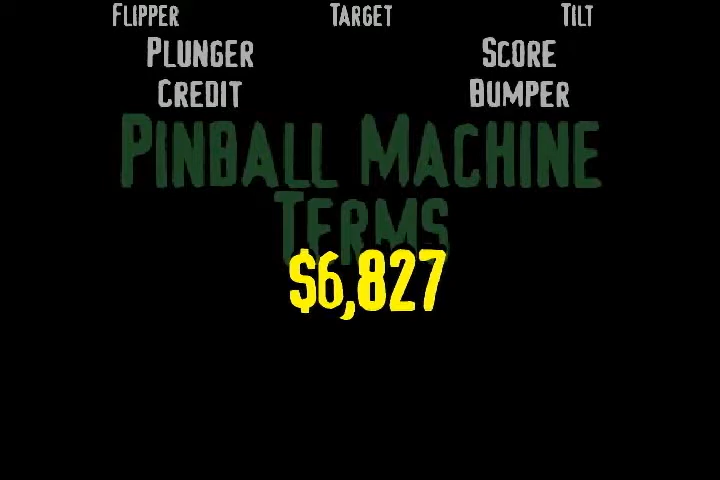 Flipper Target Tilt
Plunger Score
Credit Bumper
Pinball Machine
Terms
$6,827